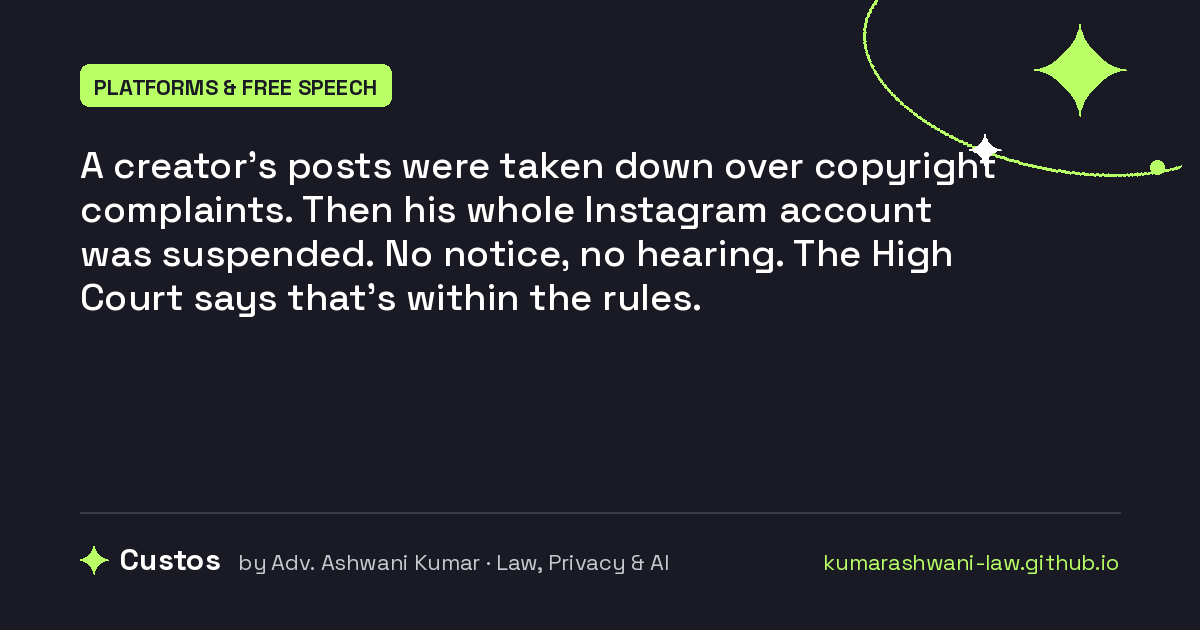 PLATFORMS & FREE SPEECH
A creator’s posts were taken down over copyright
complaints. Then his whole Instagram account
was suspended. No notice, no hearing. The High
Court says that’s within the rules.
Custos by Adv. Ashwani Kumar · Law, Privacy & AI kumarashwani-law.github.io